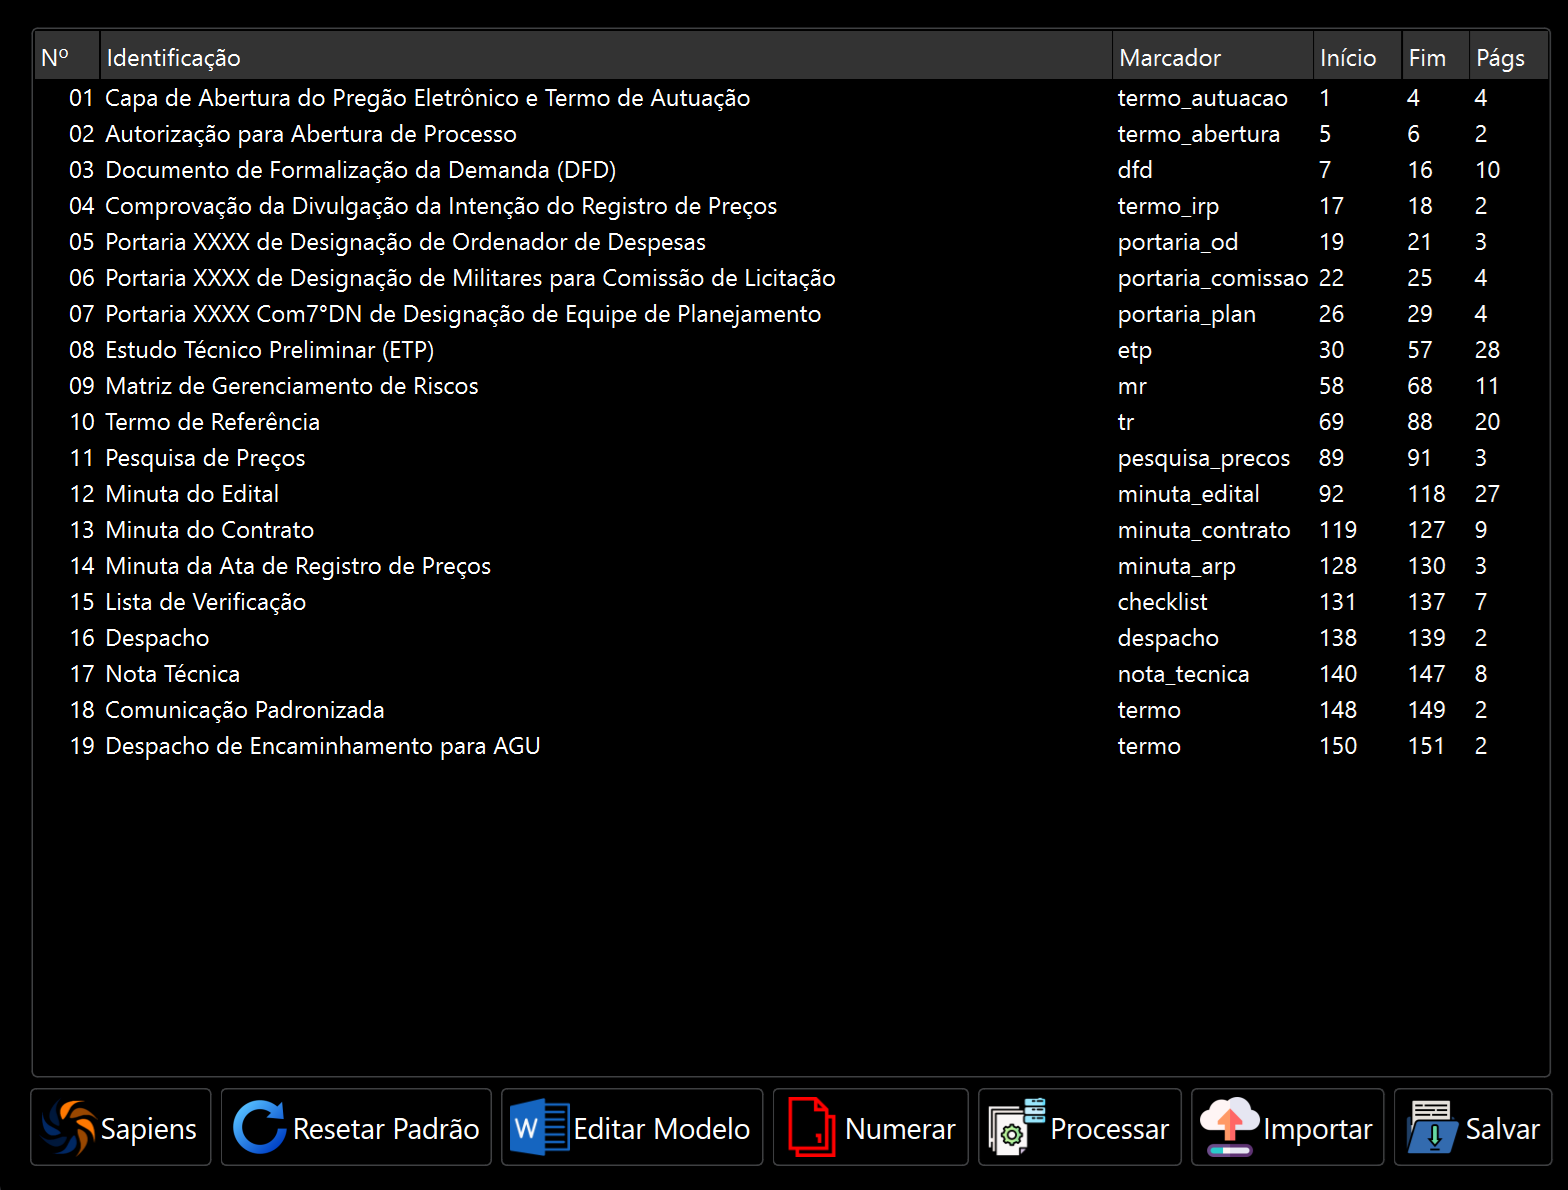 Nº Identificação Marcador Início Fim Págs
01 Capa de Abertura do Pregão Eletrônico e Termo de Autuação termo_autuacao 1 4 4
02 Autorização para Abertura de Processo termo_abertura 5 6 2
03 Documento de Formalização da Demanda (DFD) dfd 7 16 10
04 Comprovação da Divulgação da Intenção do Registro de Preços termo_irp 17 18 2
05 Portaria XXXX de Designação de Ordenador de Despesas portaria_od 19 21 3
06 Portaria XXXX de Designação de Militares para Comissão de Licitação portaria_comissao 22 25 4
07 Portaria XXXX Com7°DN de Designação de Equipe de Planejamento portaria_plan 26 29 4
08 Estudo Técnico Preliminar (ETP) etp 30 57 28
09 Matriz de Gerenciamento de Riscos mr 58 68 11
10 Termo de Referência tr 69 88 20
11 Pesquisa de Preços pesquisa_precos 89 91 3
12 Minuta do Edital minuta_edital 92 118 27
13 Minuta do Contrato minuta_contrato 119 127 9
14 Minuta da Ata de Registro de Preços minuta_arp 128 130 3
15 Lista de Verificação checklist 131 137 7
16 Despacho despacho 138 139 2
17 Nota Técnica nota_tecnica 140 147 8
18 Comunicação Padronizada termo 148 149 2
19 Despacho de Encaminhamento para AGU termo 150 151 2
Sapiens Resetar Padrão W Editar Modelo Numerar Processar Importar Salvar